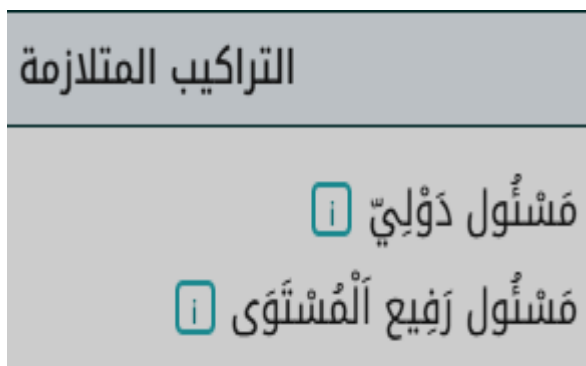 التراكيب المتلازمة
مَسْئُول دَوْلِيّ i
مَسْئُول رَفِيع اَلْمُسْتَوَى i